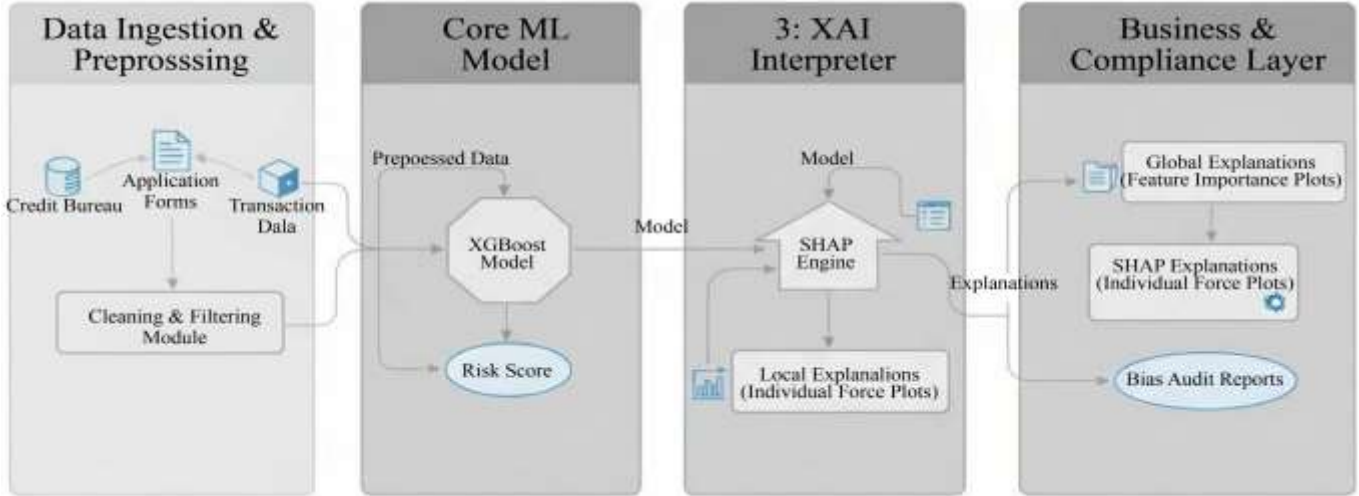 Data Ingestion &
Preprosssing
Credit Bureau
Application
Forms
Transaction
Dala
Cleaning & Filtering
Module
Core ML
Model
Prepoessed Data
XGBoost
Model
Risk Score
Model
3: XAI
Interpreter
Model
SHAP
Engine
Local Explanalions
(Individual Force Plots)
Explanations
Business &
Compliance Layer
Global Explanations
(Feature Importance Plots)
SHAP Explanations
(Individual Force Plots)
Bias Audit Reports